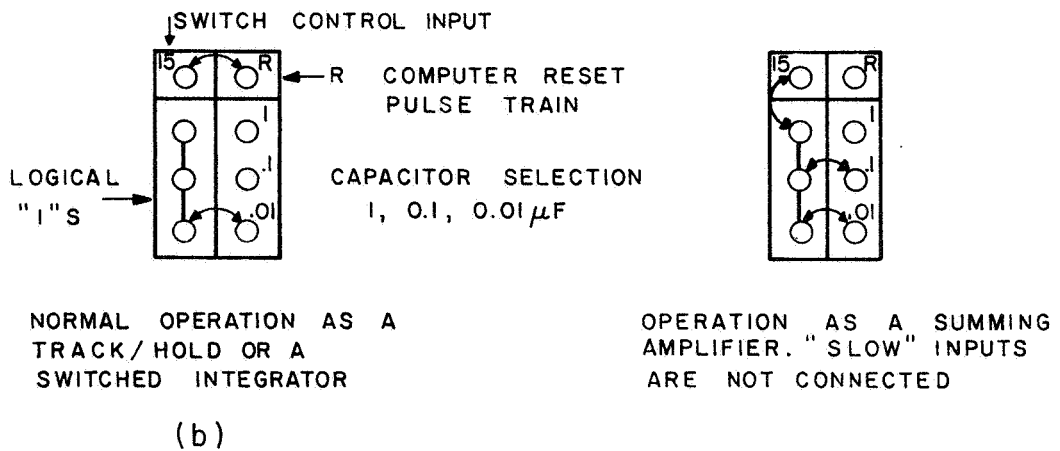 SWITCH CONTROL INPUT
15 R
R COMPUTER RESET
PULSE TRAIN
1
.1
.01
LOGICAL
"1"S
CAPACITOR SELECTION
1, 0.1, 0.01 µF
15 R
1
.1
.01
NORMAL OPERATION AS A
TRACK/HOLD OR A
SWITCHED INTEGRATOR
OPERATION AS A SUMMING
AMPLIFIER. "SLOW" INPUTS
ARE NOT CONNECTED
(b)